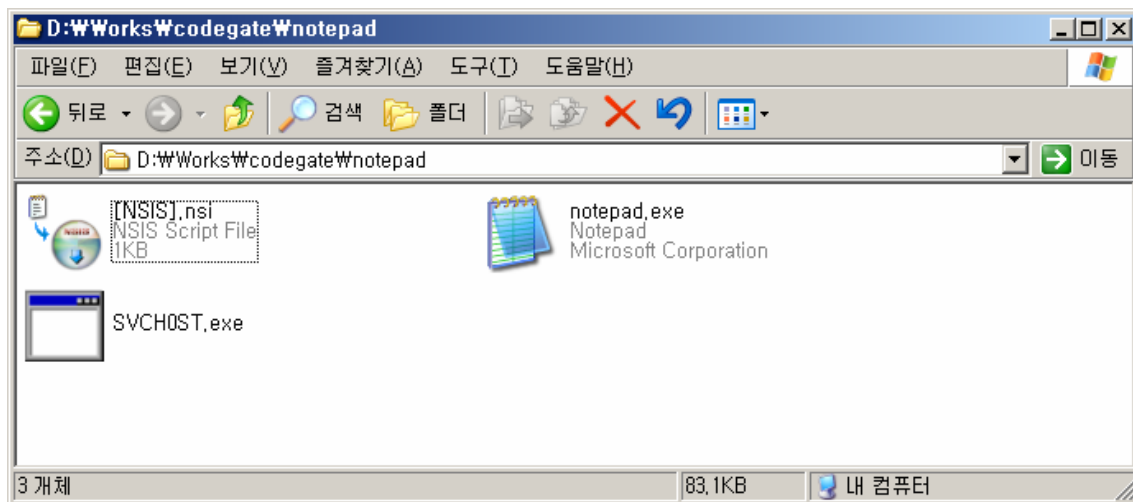 D:₩Works₩codegate₩notepad
파일(F) 편집(E) 보기(V) 즐겨찾기(A) 도구(T) 도움말(H)
뒤로 검색 폴더
주소(D) D:₩Works₩codegate₩notepad 이동
[NSIS].nsi
NSIS Script File
1KB
notepad.exe
Notepad
Microsoft Corporation
SVCH0ST.exe
3 개체 83.1KB 내 컴퓨터